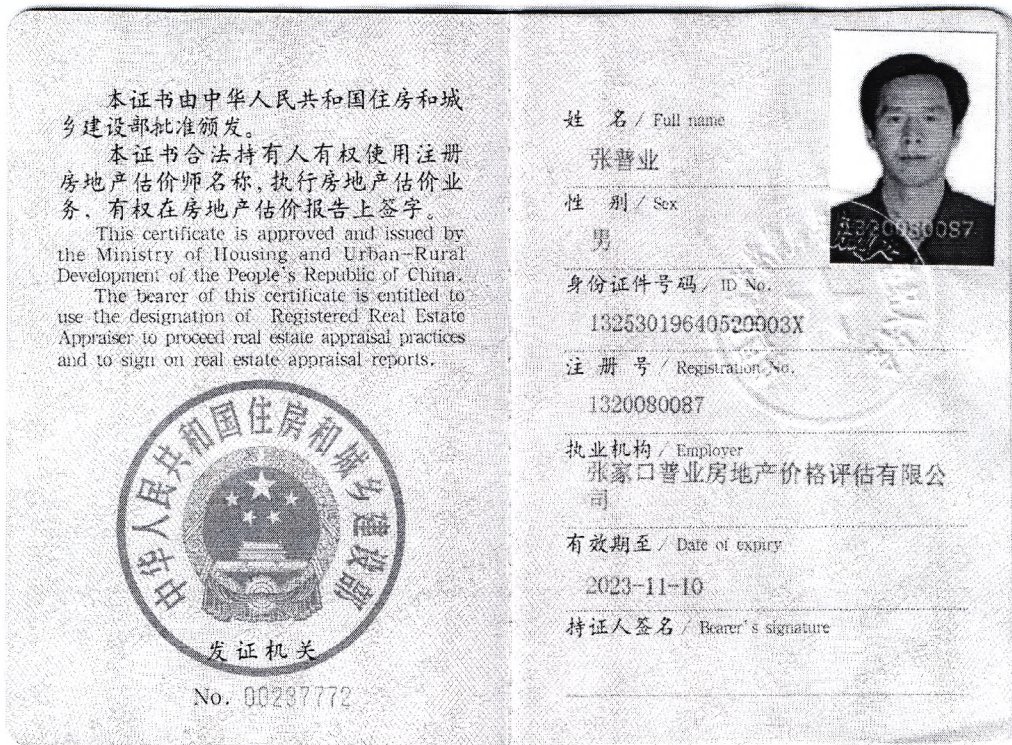 本证书由中华人民共和国住房和城
乡建设部批准颁发。
本证书合法持有人有权使用注册
房地产估价师名称,执行房地产估价业
务、有权在房地产估价报告上签字。
This certificate is approved and issued by
the Ministry of Housing and Urban-Rural
Development of the People's Republic of China.
The bearer of this certificate is entitled to
use the designation of Registered Real Estate
Appraiser to proceed real estate appraisal practices
and to sign on real estate appraisal reports.
中华人民共和国住房和城乡建设部
发证机关
No. 00237772
姓 名 / Full name
张普业
性 别 / Sex
男
身份证件号码 / ID No.
13253019640529003X
注 册 号 / Registration No.
1320080087
执业机构 / Employer
张家口普业房地产价格评估有限公
司
有效期至 / Date of expiry
2023-11-10
持证人签名 / Bearer's signature
1320080087